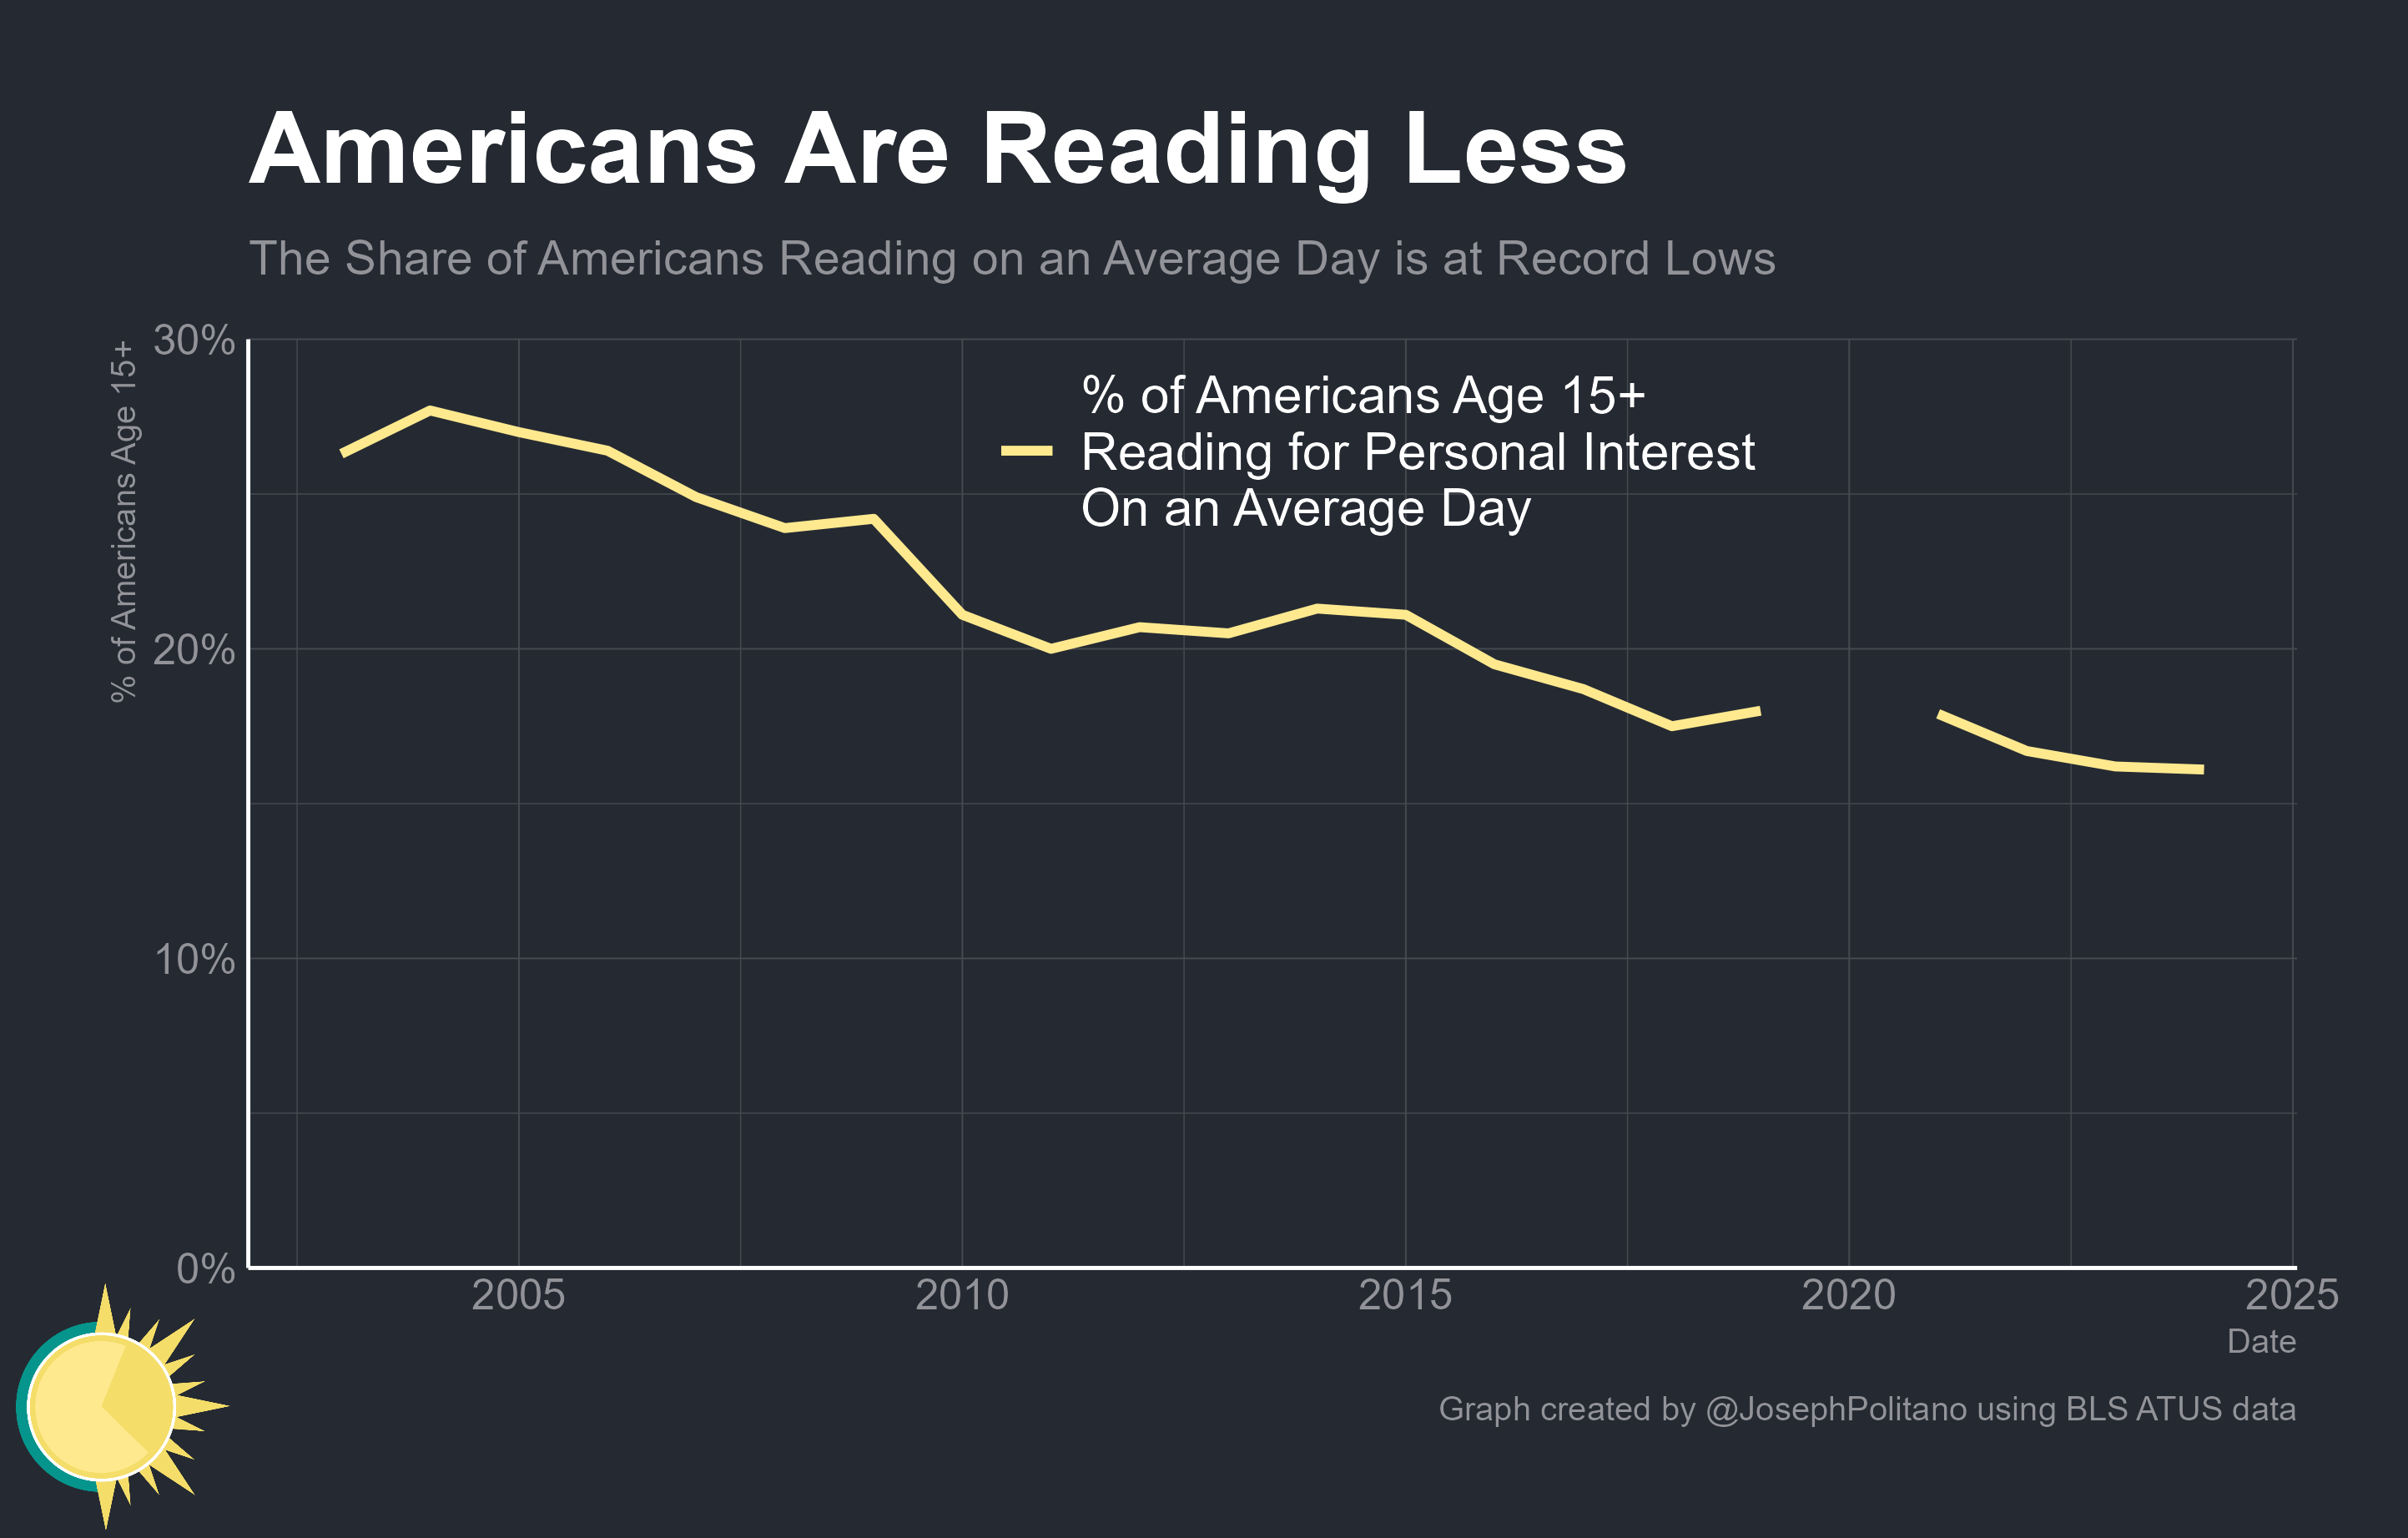 Americans Are Reading Less
The Share of Americans Reading on an Average Day is at Record Lows
% of Americans Age 15+
30%
20%
10%
0%
% of Americans Age 15+
Reading for Personal Interest
On an Average Day
2005
2010
2015
2020
2025
Date
Graph created by @JosephPolitano using BLS ATUS data